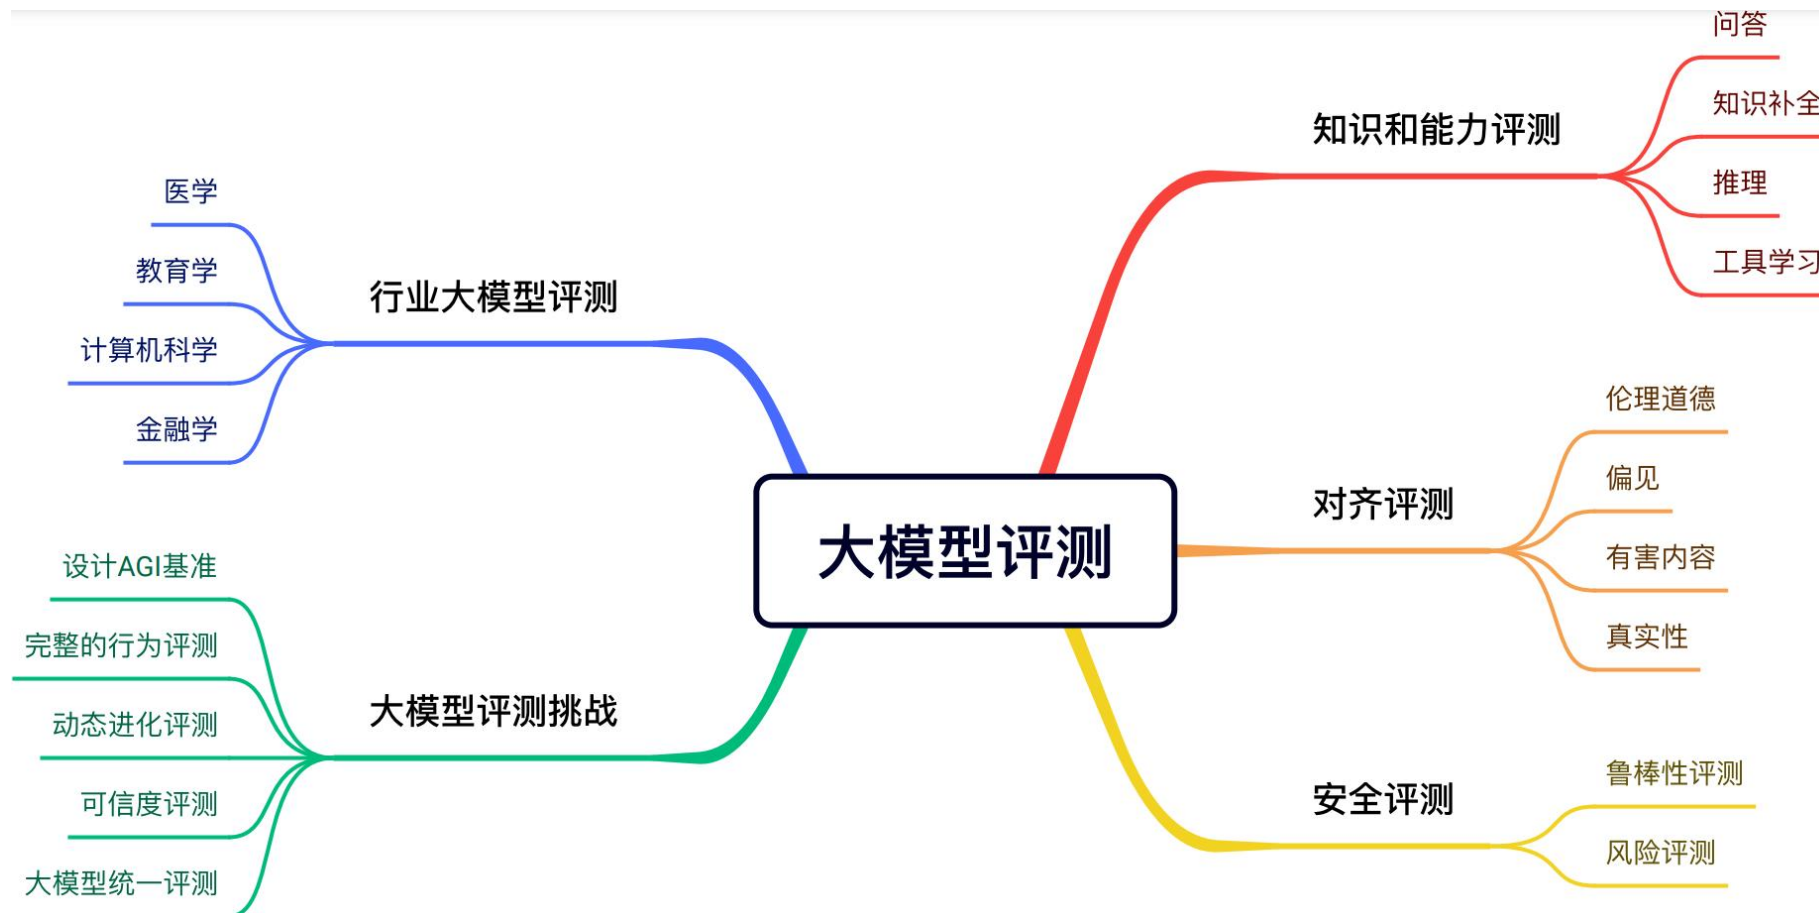 大模型评测
知识和能力评测
问答
知识补全
推理
工具学习
对齐评测
伦理道德
偏见
有害内容
真实性
安全评测
鲁棒性评测
风险评测
行业大模型评测
医学
教育学
计算机科学
金融学
大模型评测挑战
设计AGI基准
完整的行为评测
动态进化评测
可信度评测
大模型统一评测